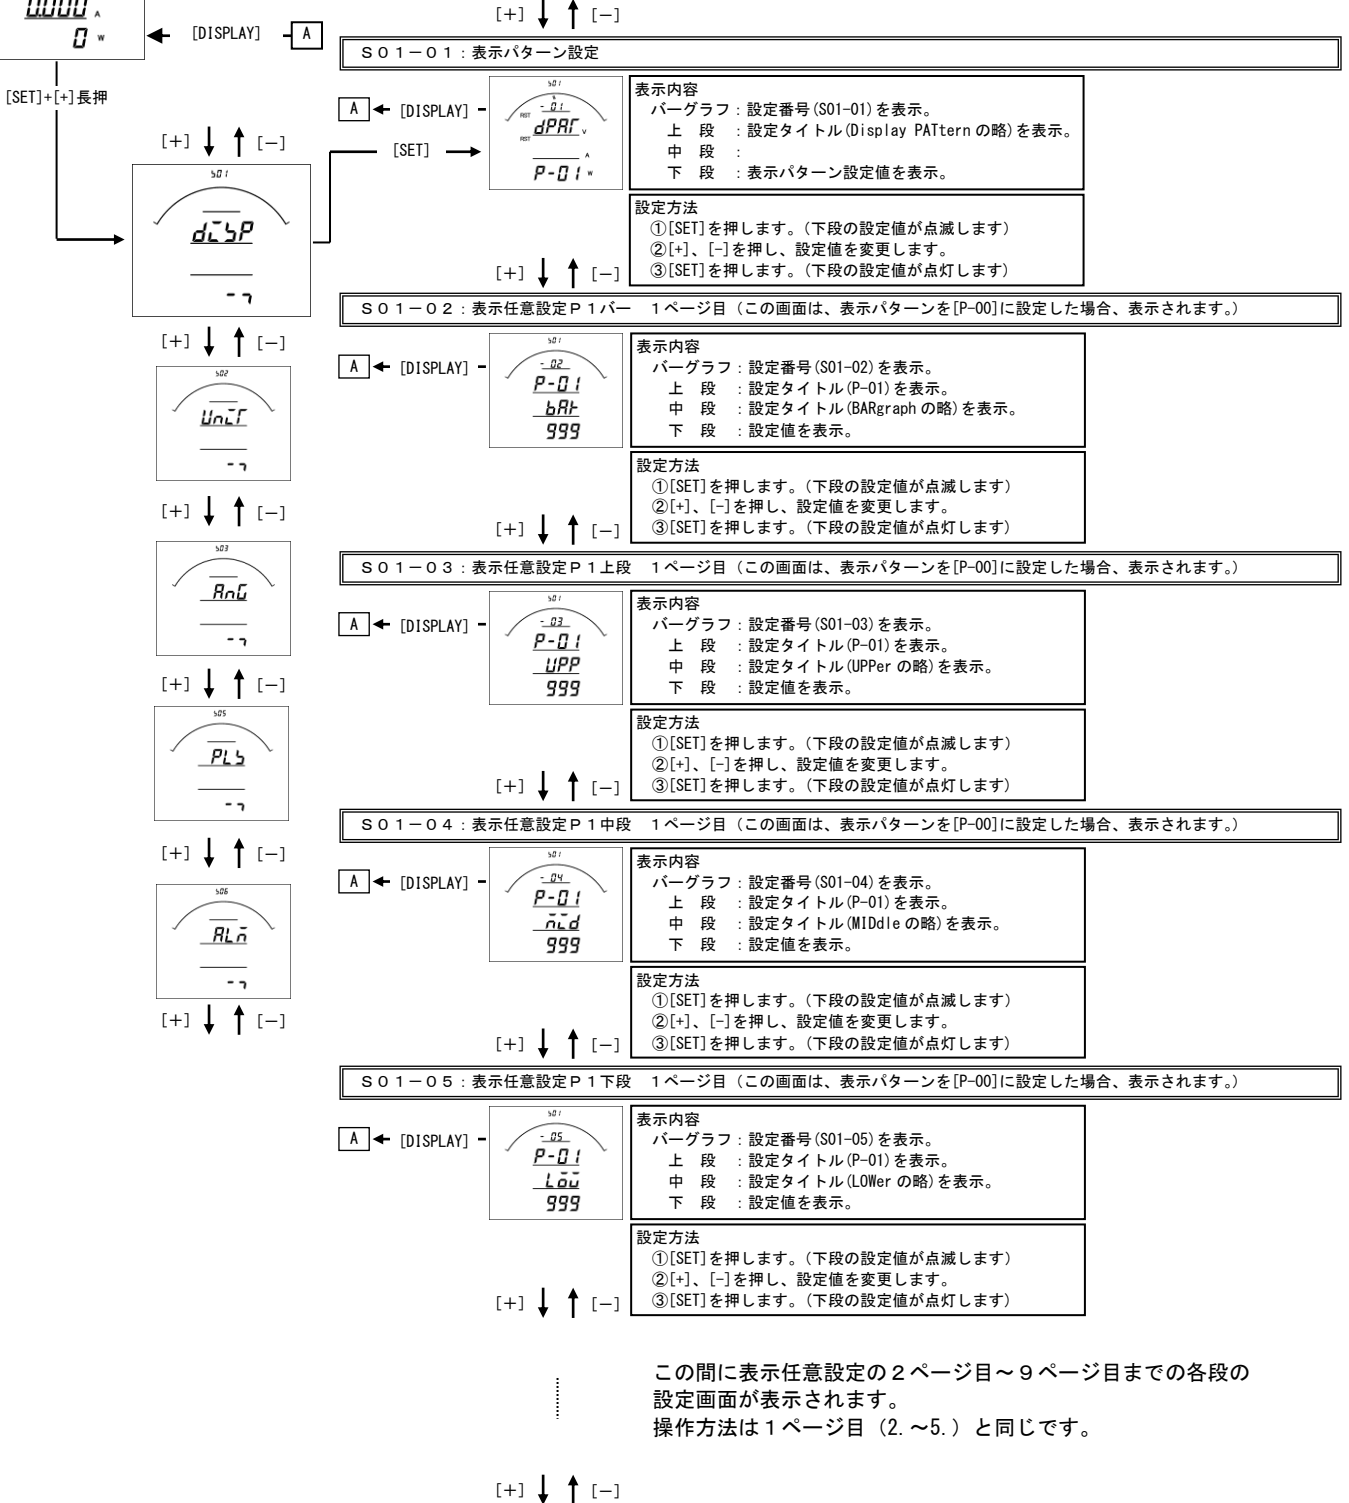 0.000 A
0 W
[DISPLAY]
A
[SET]+[+]長押
[+] [−]
S01
diSP
[+] [−]
S02
UniT
[+] [−]
S03
AnG
[+] [−]
S05
PLS
[+] [−]
S06
ALm
[+] [−]
[SET]
[+] [−]
S01−01：表示パターン設定
A [DISPLAY]
S01
%
-01
RST
dPAT V
RST
A
P-01 W
表示内容
バーグラフ：設定番号(S01-01)を表示。
上　段　：設定タイトル(Display PATtern の略)を表示。
中　段　：
下　段　：表示パターン設定値を表示。
設定方法
①[SET]を押します。(下段の設定値が点滅します)
②[+]、[-]を押し、設定値を変更します。
③[SET]を押します。(下段の設定値が点灯します)
[+] [−]
S01−02：表示任意設定P1バー　1ページ目（この画面は、表示パターンを[P-00]に設定した場合、表示されます。）
A [DISPLAY]
S01
-02
P-01
bAr
999
表示内容
バーグラフ：設定番号(S01-02)を表示。
上　段　：設定タイトル(P-01)を表示。
中　段　：設定タイトル(BARgraph の略)を表示。
下　段　：設定値を表示。
設定方法
①[SET]を押します。(下段の設定値が点滅します)
②[+]、[-]を押し、設定値を変更します。
③[SET]を押します。(下段の設定値が点灯します)
[+] [−]
S01−03：表示任意設定P1上段　1ページ目（この画面は、表示パターンを[P-00]に設定した場合、表示されます。）
A [DISPLAY]
S01
-03
P-01
UPP
999
表示内容
バーグラフ：設定番号(S01-03)を表示。
上　段　：設定タイトル(P-01)を表示。
中　段　：設定タイトル(UPPer の略)を表示。
下　段　：設定値を表示。
設定方法
①[SET]を押します。(下段の設定値が点滅します)
②[+]、[-]を押し、設定値を変更します。
③[SET]を押します。(下段の設定値が点灯します)
[+] [−]
S01−04：表示任意設定P1中段　1ページ目（この画面は、表示パターンを[P-00]に設定した場合、表示されます。）
A [DISPLAY]
S01
-04
P-01
mid
999
表示内容
バーグラフ：設定番号(S01-04)を表示。
上　段　：設定タイトル(P-01)を表示。
中　段　：設定タイトル(MIDdle の略)を表示。
下　段　：設定値を表示。
設定方法
①[SET]を押します。(下段の設定値が点滅します)
②[+]、[-]を押し、設定値を変更します。
③[SET]を押します。(下段の設定値が点灯します)
[+] [−]
S01−05：表示任意設定P1下段　1ページ目（この画面は、表示パターンを[P-00]に設定した場合、表示されます。）
A [DISPLAY]
S01
-05
P-01
Low
999
表示内容
バーグラフ：設定番号(S01-05)を表示。
上　段　：設定タイトル(P-01)を表示。
中　段　：設定タイトル(LOWer の略)を表示。
下　段　：設定値を表示。
設定方法
①[SET]を押します。(下段の設定値が点滅します)
②[+]、[-]を押し、設定値を変更します。
③[SET]を押します。(下段の設定値が点灯します)
[+] [−]
この間に表示任意設定の２ページ目～９ページ目までの各段の
設定画面が表示されます。
操作方法は１ページ目（2.～5.）と同じです。
[+] [−]